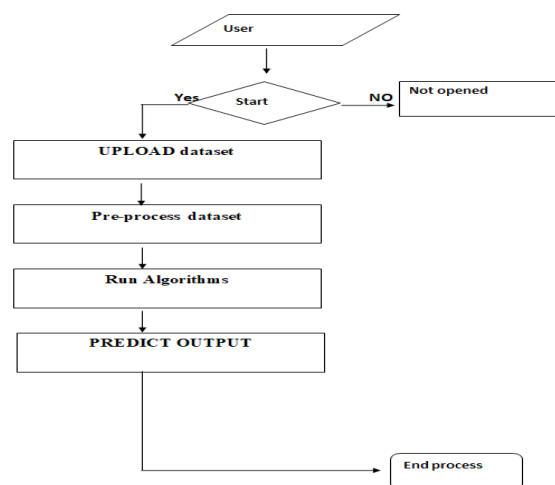 User
Start
Yes
NO
Not opened
UPLOAD dataset
Pre-process dataset
Run Algorithms
PREDICT OUTPUT
End process